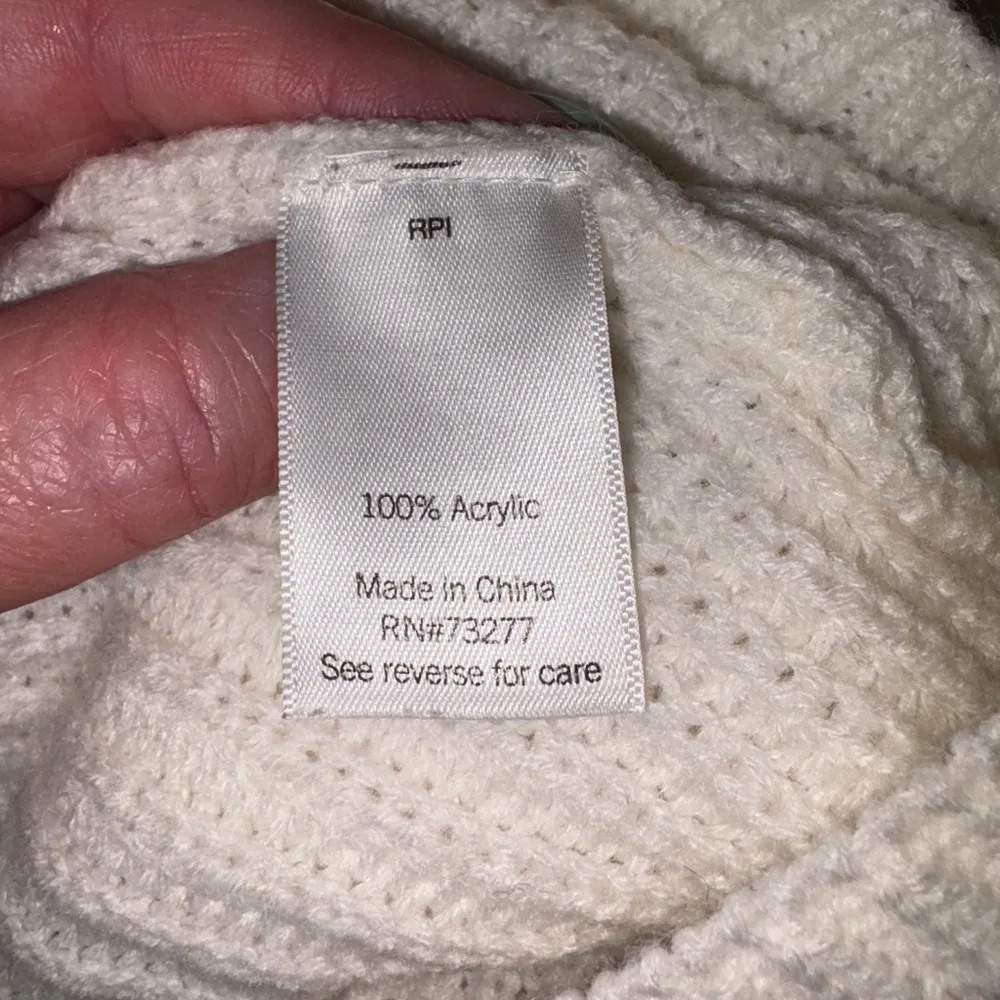 RPI
100% Acrylic
Made in China
RN#73277
See reverse for care